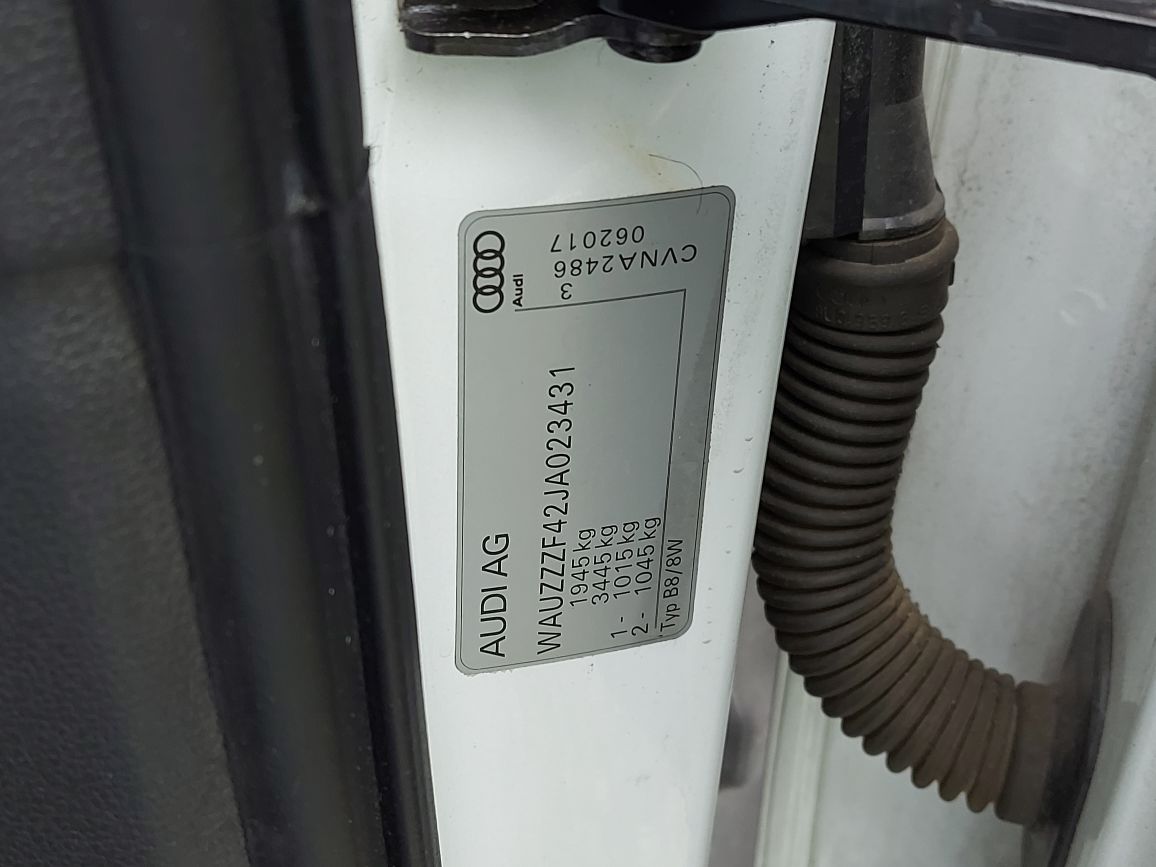 AUDI AG
Audi
WAUZZZF42JA023431
1945 kg
3445 kg
1 - 1015 kg
2 - 1045 kg
Typ B8/8W
3
062017
CVNA2486